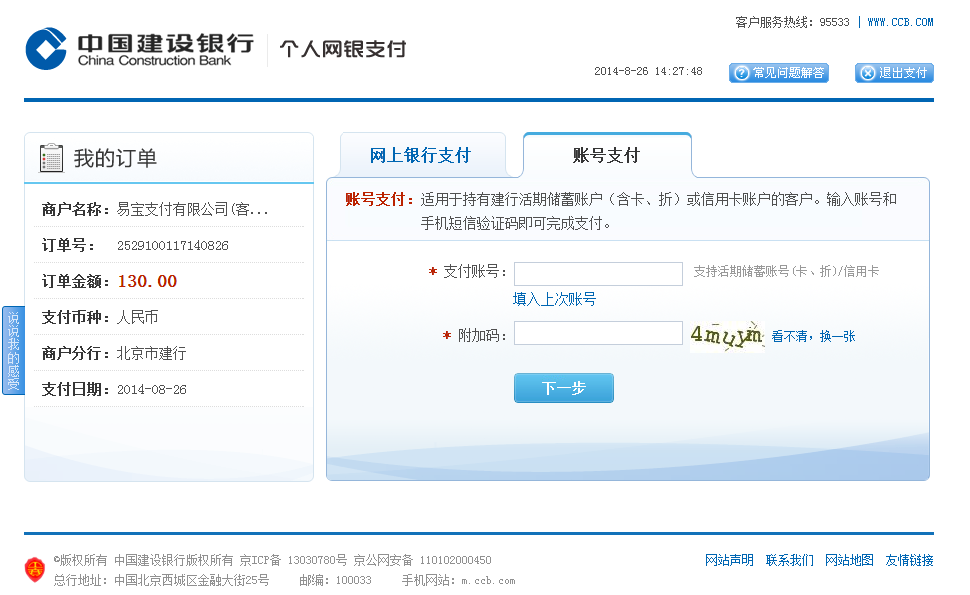 客户服务热线：95533 | WWW.CCB.COM
中国建设银行
China Construction Bank
个人网银支付
2014-8-26 14:27:48
常见问题解答
退出支付
我的订单
商户名称：易宝支付有限公司(客...
订单号： 2529100117140826
订单金额：130.00
支付币种：人民币
商户分行：北京市建行
支付日期：2014-08-26
说说我的感受
网上银行支付
账号支付
账号支付：适用于持有建行活期储蓄账户（含卡、折）或信用卡账户的客户。输入账号和
手机短信验证码即可完成支付。
* 支付账号： 支持活期储蓄账号(卡、折)/信用卡
填入上次账号
* 附加码： 4muym 看不清，换一张
下一步
©版权所有 中国建设银行版权所有 京ICP备 13030780号 京公网安备 110102000450
总行地址：中国北京西城区金融大街25号 邮编：100033 手机网站：m.ccb.com
网站声明 联系我们 网站地图 友情链接